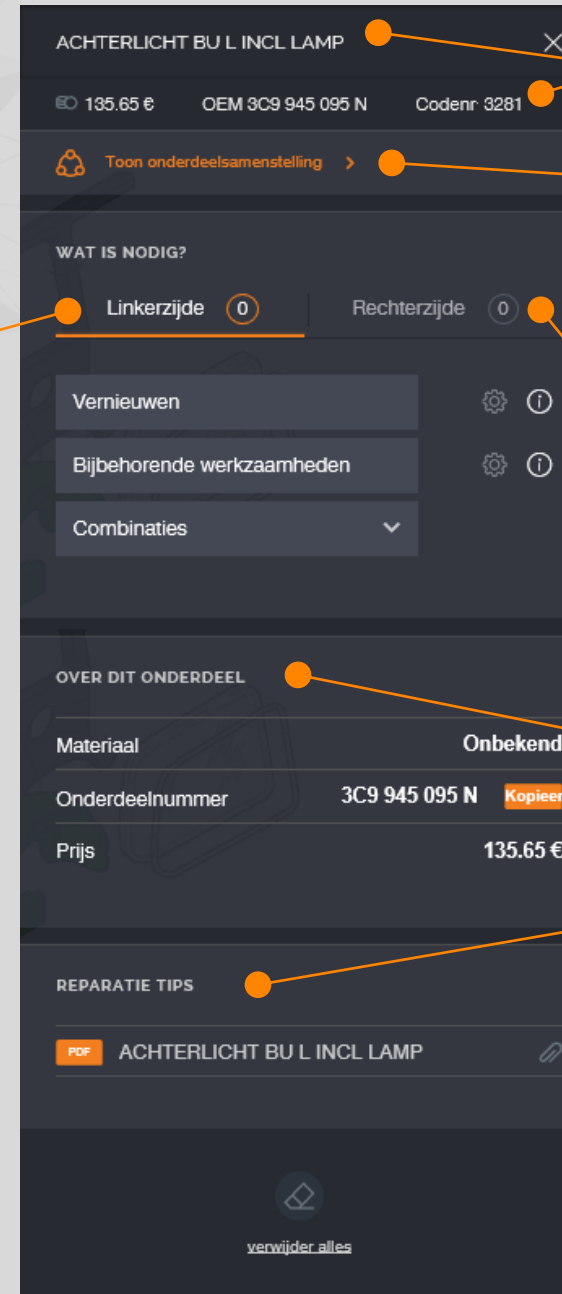 ACHTERLICHT BU L INCL LAMP
135.65 € OEM 3C9 945 095 N Codenr 3281
Toon onderdeelsamenstelling
WAT IS NODIG?
Linkerzijde 0 Rechterzijde 0
Vernieuwen
Bijbehorende werkzaamheden
Combinaties
OVER DIT ONDERDEEL
Materiaal Onbekend
Onderdeelnummer 3C9 945 095 N Kopieer
Prijs 135.65 €
REPARATIE TIPS
PDF ACHTERLICHT BU L INCL LAMP
verwijder alles